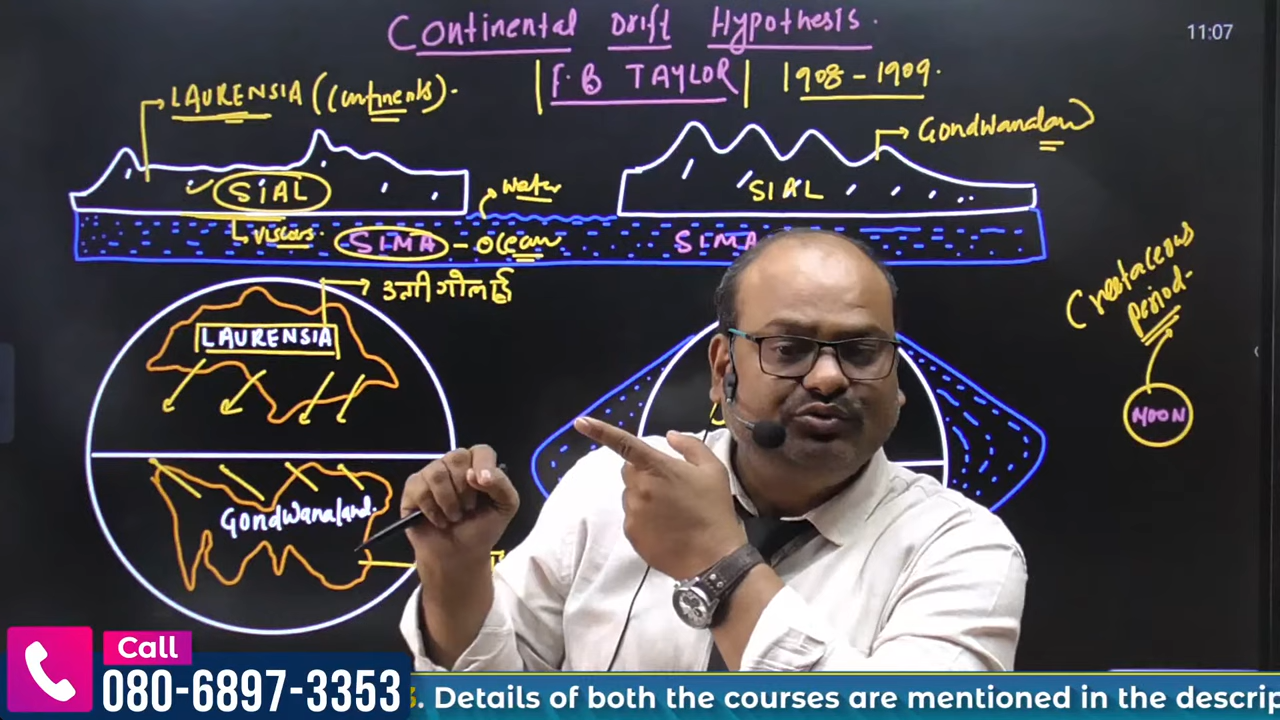 Continental Drift Hypothesis.
11:07
F.B TAYLOR 1908-1909.
LAURENSIA (Continents).
Gondwanaland
SIAL
water
SIAL
viscous.
SIMA - Ocean
SIMA
Creetaceous
period.
उत्तरी गोलार्द्ध
LAURENSIA
MOON
Gondwanaland.
Call
080-6897-3353
3. Details of both the courses are mentioned in the descrip